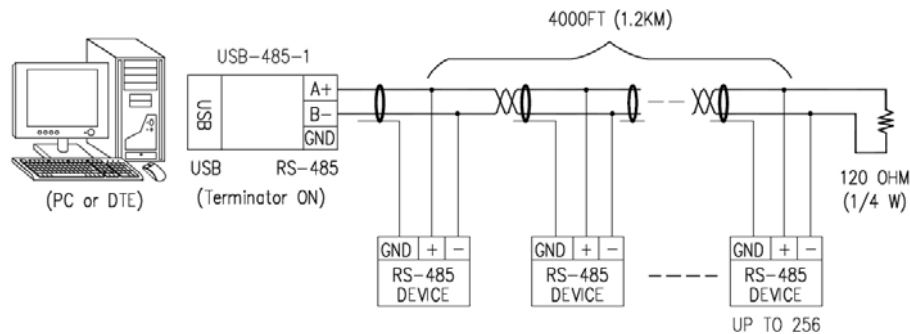 4000FT (1.2KM)
USB-485-1
USB
A+
B-
GND
USB
RS-485
(PC or DTE)
(Terminator ON)
120 OHM
(1/4 W)
GND + -
RS-485
DEVICE
GND + -
RS-485
DEVICE
GND + -
RS-485
DEVICE
UP TO 256